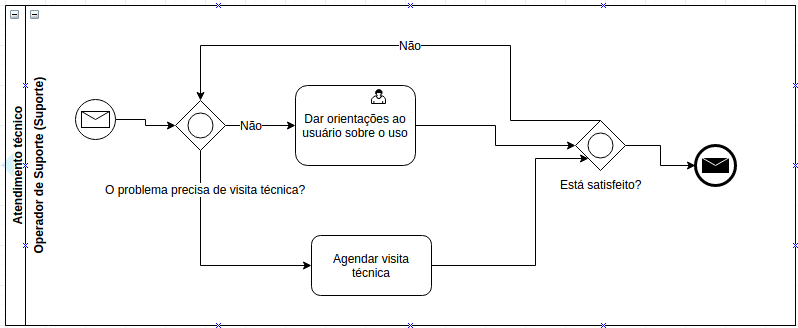 Atendimento técnico
Operador de Suporte (Suporte)
Não
Não
Dar orientações ao
usuário sobre o uso
O problema precisa de visita técnica?
Está satisfeito?
Agendar visita
técnica